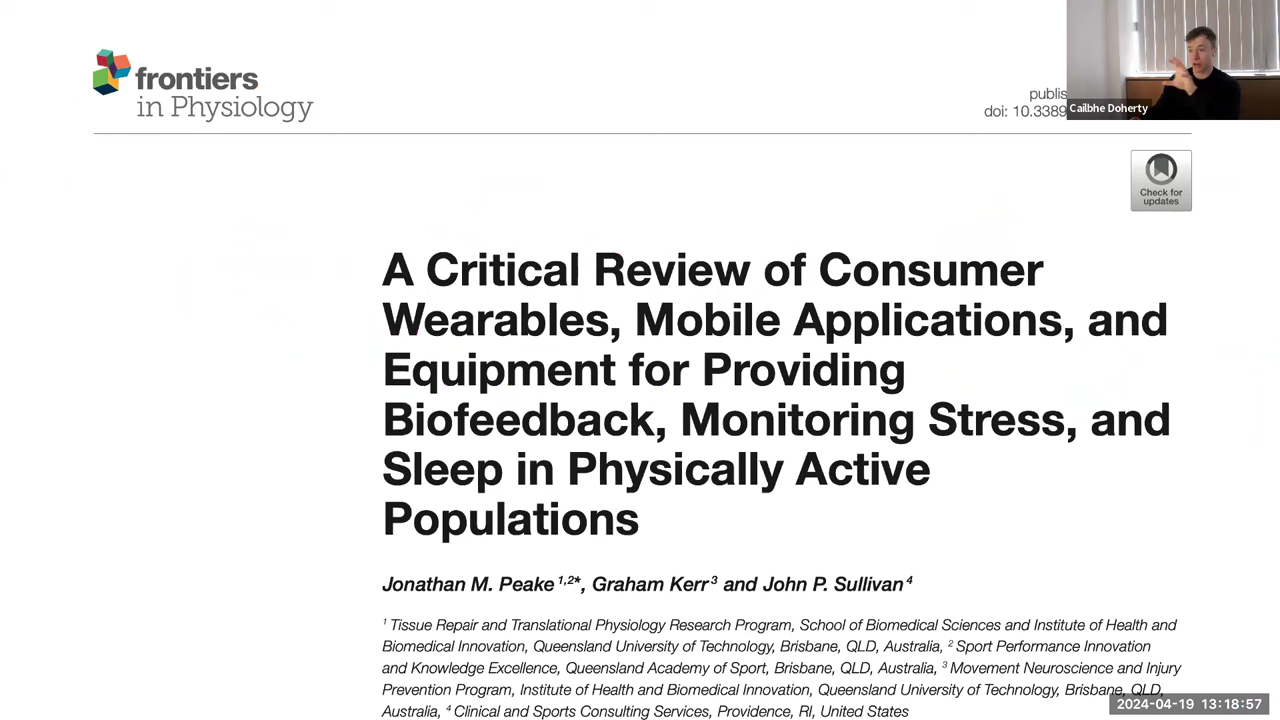 frontiers
in Physiology
publis
doi: 10.3389
Cailbhe Doherty
Check for
updates
A Critical Review of Consumer
Wearables, Mobile Applications, and
Equipment for Providing
Biofeedback, Monitoring Stress, and
Sleep in Physically Active
Populations
Jonathan M. Peake 1,2*, Graham Kerr 3 and John P. Sullivan 4
1 Tissue Repair and Translational Physiology Research Program, School of Biomedical Sciences and Institute of Health and
Biomedical Innovation, Queensland University of Technology, Brisbane, QLD, Australia, 2 Sport Performance Innovation
and Knowledge Excellence, Queensland Academy of Sport, Brisbane, QLD, Australia, 3 Movement Neuroscience and Injury
Prevention Program, Institute of Health and Biomedical Innovation, Queensland University of Technology, Brisbane, QLD,
Australia, 4 Clinical and Sports Consulting Services, Providence, RI, United States
2024-04-19 13:18:57